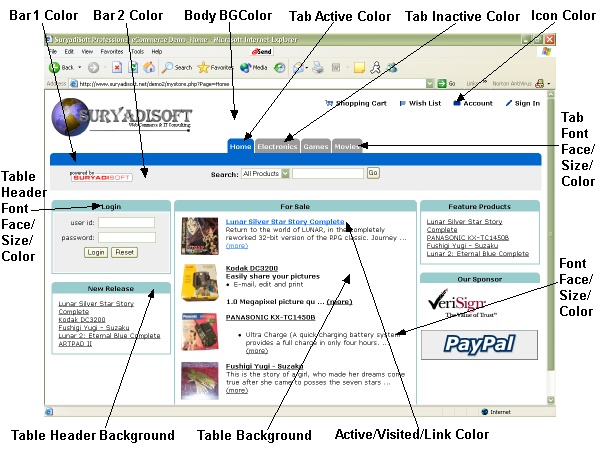 Bar 1 Color
Bar 2 Color
Body BGColor
Tab Active Color
Tab Inactive Color
Icon Color
SuryadiSoft Professional eCommerce Demo - Home - Microsoft Internet Explorer
File Edit View Favorites Tools Help
Send
Back Search Favorites Media
Address http://www.suryadisoft.net/demo2/mystore.php?Page=Home Go Links Norton AntiVirus
Shopping Cart Wish List Account Sign In
SURYADISOFT
Web Commerce & IT Consulting
Home Electronics Games Movies
Tab
Font
Face/
Size/
Color
powered by
SURYADISOFT
Search: All Products Go
Table
Header
Font
Face/
Size/
Color
Login
user id:
password:
Login Reset
New Release
Lunar Silver Star Story
Complete
Kodak DC3200
Fushigi Yugi - Suzaku
Lunar 2: Eternal Blue Complete
ARTPAD II
For Sale
Lunar Silver Star Story Complete
Return to the world of LUNAR, in the completely
reworked 32-bit version of the RPG classic. Journey ...
(more)
Kodak DC3200
Easily share your pictures
• E-mail, edit and print
1.0 Megapixel picture qu ... (more)
PANASONIC KX-TC1450B
• Ultra Charge (A quick charging battery system
provides a full charge in only four hours. ...
(more)
Fushigi Yugi - Suzaku
This is the story of a girl, who made her dreams come
true after she came to posses the seven stars ...
(more)
Feature Products
Lunar Silver Star Story
Complete
PANASONIC KX-TC1450B
Fushigi Yugi - Suzaku
Lunar 2: Eternal Blue Complete
Our Sponsor
VeriSign
The Value of Trust™
PayPal
Font
Face/
Size/
Color
Internet
Table Header Background
Table Background
Active/Visited/Link Color